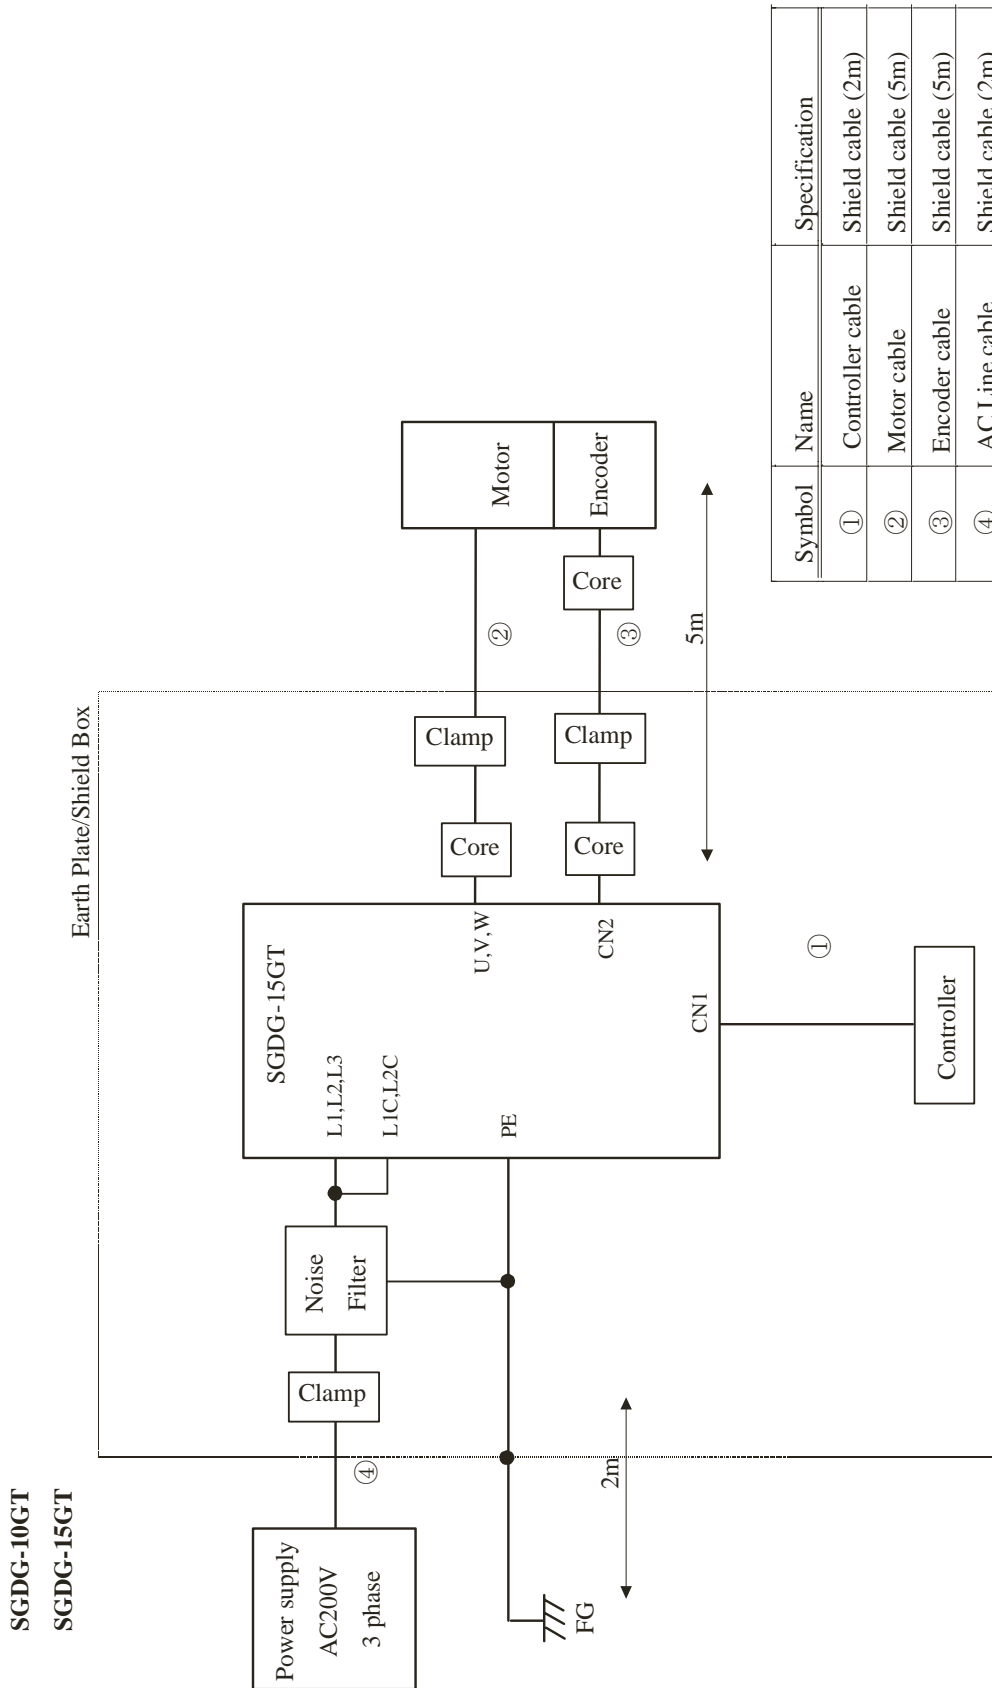 SGDG-10GT
SGDG-15GT
Earth Plate/Shield Box
Power supply
AC200V
3 phase
④
Clamp
Noise
Filter
L1,L2,L3
L1C,L2C
PE
SGDG-15GT
U,V,W
CN2
CN1
Core
Clamp
②
Motor
Core
Clamp
③
Core
Encoder
FG
2m
5m
①
Controller
Symbol Name Specification
① Controller cable Shield cable (2m)
② Motor cable Shield cable (5m)
③ Encoder cable Shield cable (5m)
④ AC Line cable Shield cable (2m)